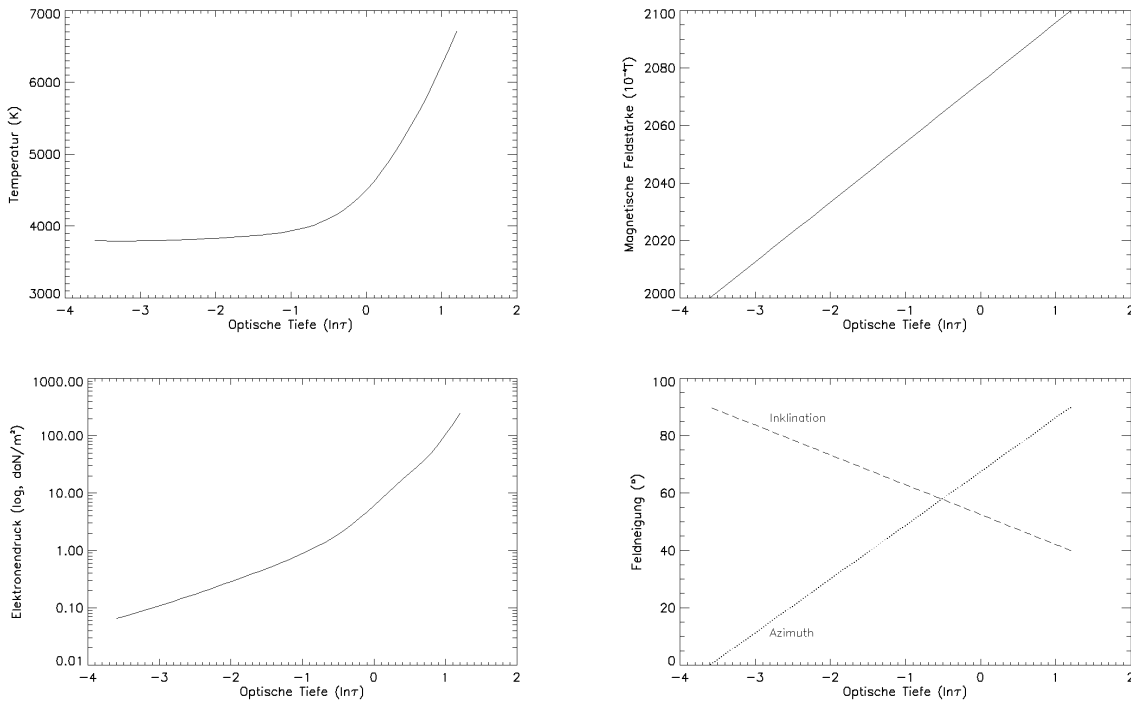 7000
6000
5000
4000
3000
Temperatur (K)
−4 −3 −2 −1 0 1 2
Optische Tiefe (lnτ)
2100
2080
2060
2040
2020
2000
Magnetische Feldstärke (10⁻⁴T)
−4 −3 −2 −1 0 1 2
Optische Tiefe (lnτ)
1000.00
100.00
10.00
1.00
0.10
0.01
Elektronendruck (log, daN/m²)
−4 −3 −2 −1 0 1 2
Optische Tiefe (lnτ)
100
80
60
40
20
0
Feldneigung (°)
Inklination
Azimuth
−4 −3 −2 −1 0 1 2
Optische Tiefe (lnτ)